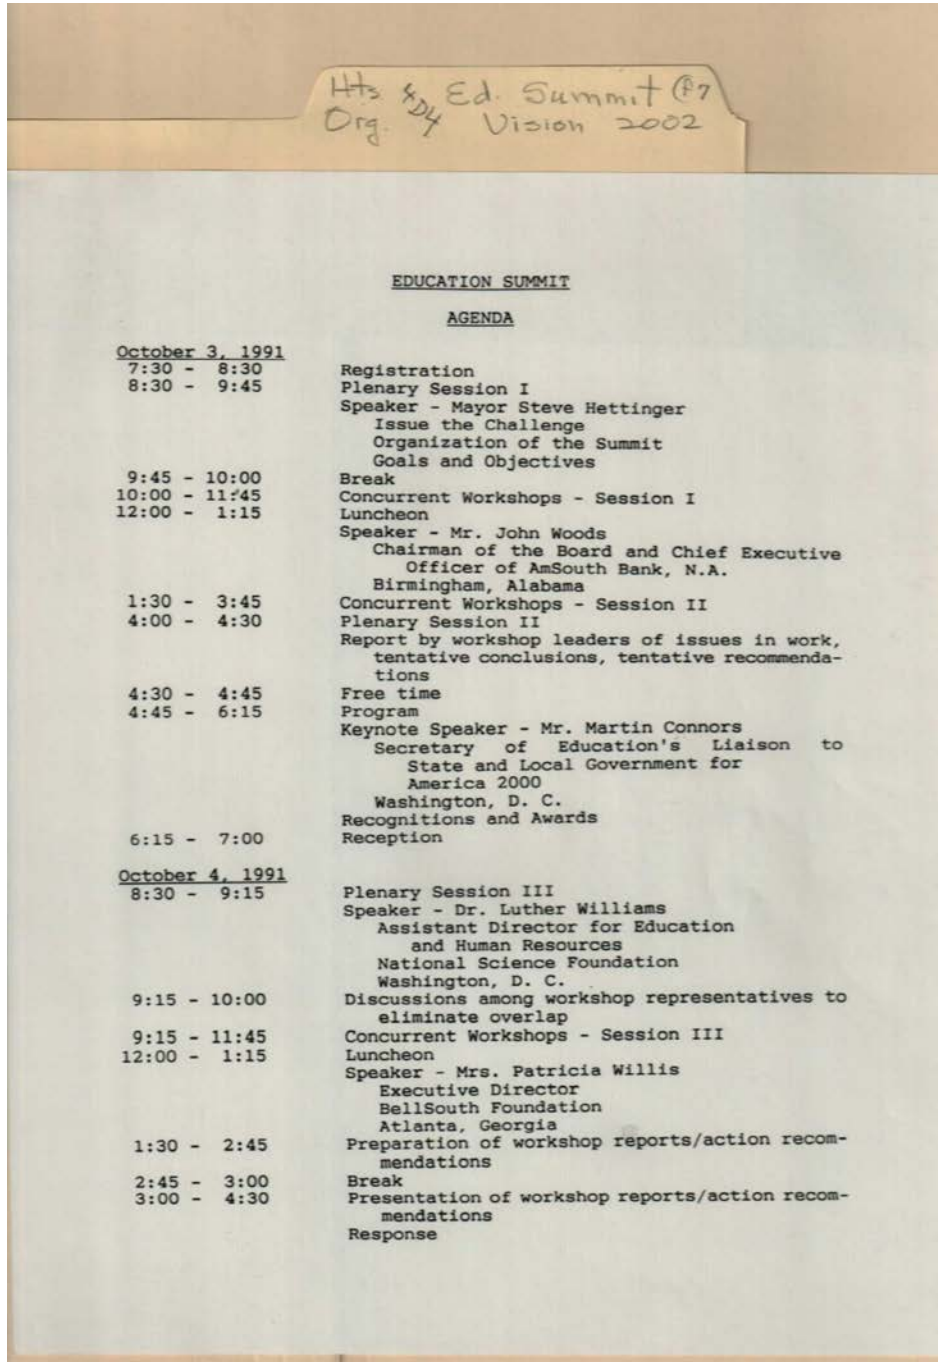 Hts & Ed. Summit
Org. D4 Vision 2002
EDUCATION SUMMIT
AGENDA
October 3, 1991
7:30 - 8:30 Registration
8:30 - 9:45 Plenary Session I
Speaker - Mayor Steve Hettinger
Issue the Challenge
Organization of the Summit
Goals and Objectives
9:45 - 10:00 Break
10:00 - 11:45 Concurrent Workshops - Session I
12:00 - 1:15 Luncheon
Speaker - Mr. John Woods
Chairman of the Board and Chief Executive
Officer of AmSouth Bank, N.A.
Birmingham, Alabama
1:30 - 3:45 Concurrent Workshops - Session II
4:00 - 4:30 Plenary Session II
Report by workshop leaders of issues in work,
tentative conclusions, tentative recommenda-
tions
4:30 - 4:45 Free time
4:45 - 6:15 Program
Keynote Speaker - Mr. Martin Connors
Secretary of Education's Liaison to
State and Local Government for
America 2000
Washington, D. C.
Recognitions and Awards
6:15 - 7:00 Reception
October 4, 1991
8:30 - 9:15 Plenary Session III
Speaker - Dr. Luther Williams
Assistant Director for Education
and Human Resources
National Science Foundation
Washington, D. C.
9:15 - 10:00 Discussions among workshop representatives to
eliminate overlap
9:15 - 11:45 Concurrent Workshops - Session III
12:00 - 1:15 Luncheon
Speaker - Mrs. Patricia Willis
Executive Director
BellSouth Foundation
Atlanta, Georgia
1:30 - 2:45 Preparation of workshop reports/action recom-
mendations
2:45 - 3:00 Break
3:00 - 4:30 Presentation of workshop reports/action recom-
mendations
Response